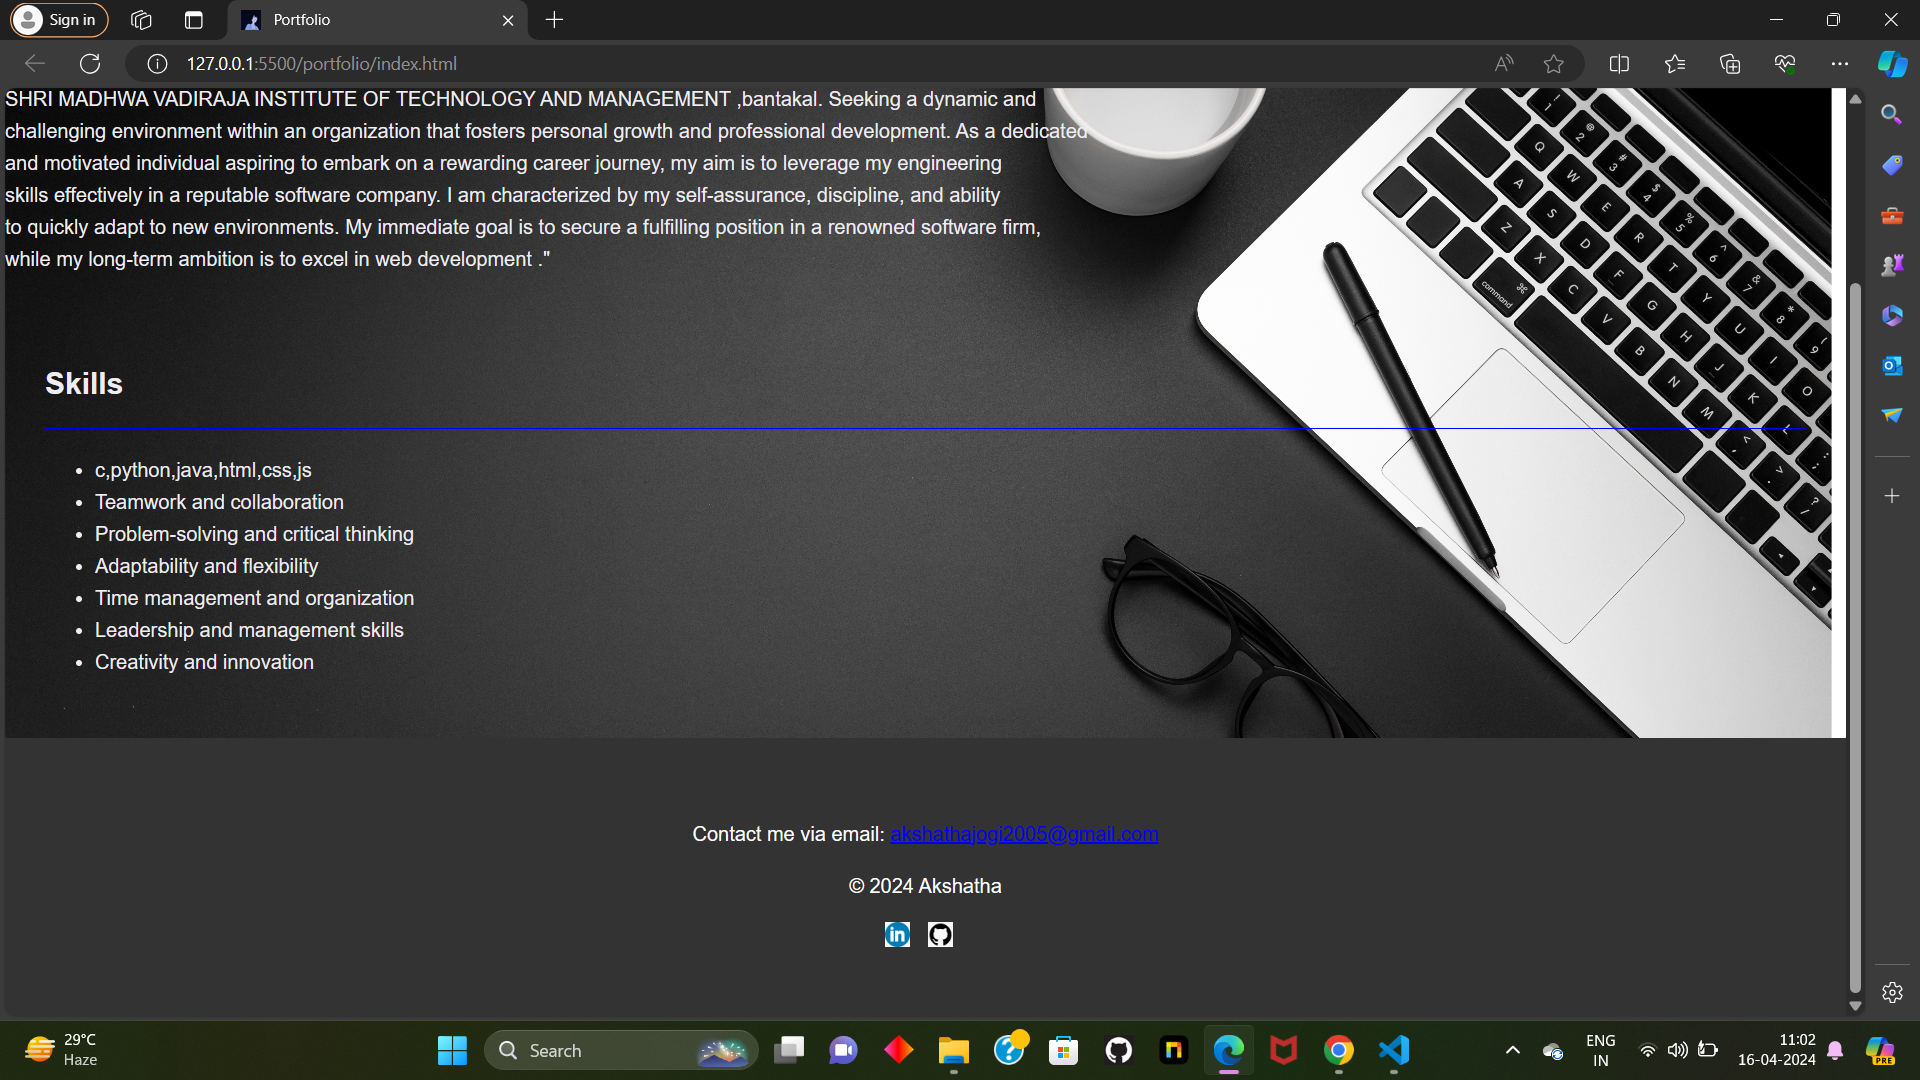 Sign in
Portfolio
127.0.0.1:5500/portfolio/index.html
SHRI MADHWA VADIRAJA INSTITUTE OF TECHNOLOGY AND MANAGEMENT ,bantakal. Seeking a dynamic and
challenging environment within an organization that fosters personal growth and professional development. As a dedicated
and motivated individual aspiring to embark on a rewarding career journey, my aim is to leverage my engineering
skills effectively in a reputable software company. I am characterized by my self-assurance, discipline, and ability
to quickly adapt to new environments. My immediate goal is to secure a fulfilling position in a renowned software firm,
while my long-term ambition is to excel in web development ."
Skills
c,python,java,html,css,js
Teamwork and collaboration
Problem-solving and critical thinking
Adaptability and flexibility
Time management and organization
Leadership and management skills
Creativity and innovation
command
Contact me via email: akshathajogi2005@gmail.com
© 2024 Akshatha
in
29°C
Haze
Search
ENG
IN
11:02
16-04-2024
PRE